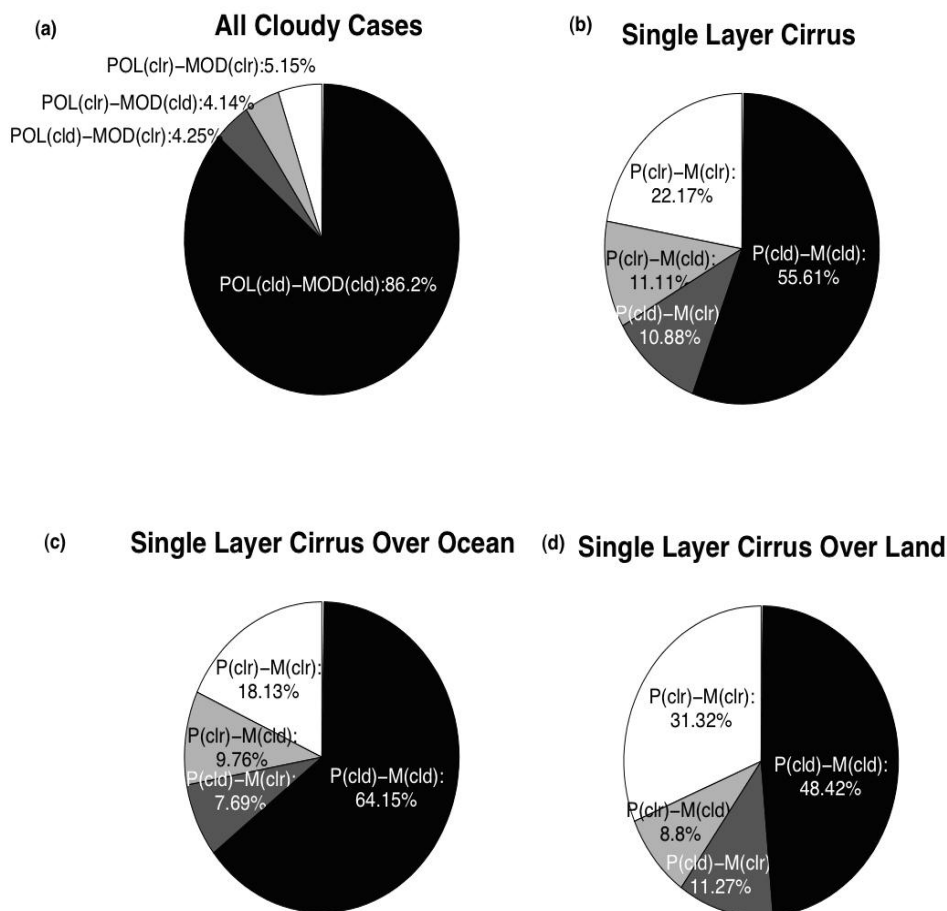 (a)
All Cloudy Cases
POL(clr)−MOD(clr):5.15%
POL(clr)−MOD(cld):4.14%
POL(cld)−MOD(clr):4.25%
POL(cld)−MOD(cld):86.2%
(b)
Single Layer Cirrus
P(clr)−M(clr):
22.17%
P(clr)−M(cld):
11.11%
P(cld)−M(clr)
10.88%
P(cld)−M(cld):
55.61%
(c)
Single Layer Cirrus Over Ocean
P(clr)−M(clr):
18.13%
P(clr)−M(cld):
9.76%
P(cld)−M(clr):
7.69%
P(cld)−M(cld):
64.15%
(d)
Single Layer Cirrus Over Land
P(clr)−M(clr):
31.32%
P(clr)−M(cld)
8.8%
P(cld)−M(clr)
11.27%
P(cld)−M(cld):
48.42%